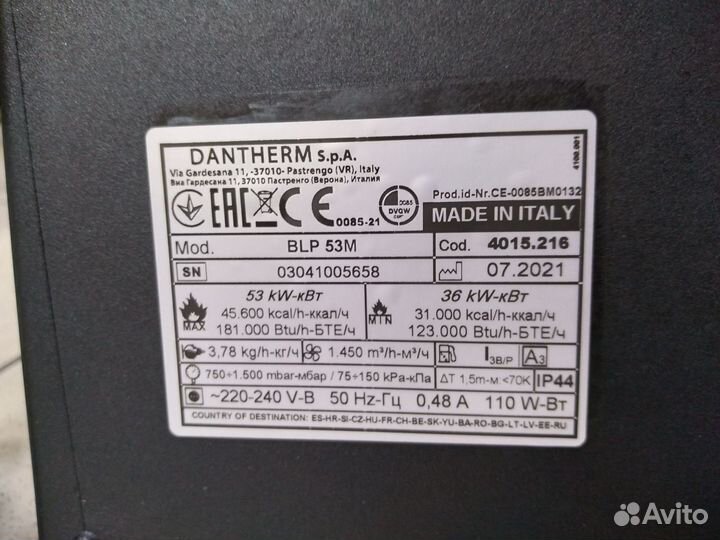 DANTHERM S.p.A.
Via Gardesana 11, -37010- Pastrengo (VR), Italy
Виа Гардесана 11, 37010 Пастренго (Верона), Италия
4100.001
EAC CE 0085-21
0085
DVGW
CERT
Prod.id-Nr.CE-0085BM0132
MADE IN ITALY
Mod. BLP 53M Cod. 4015.216
SN 03041005658 07.2021
MAX 53 kW-кВт
45.600 kcal/h-ккал/ч
181.000 Btu/h-БТЕ/ч
MIN 36 kW-кВт
31.000 kcal/h-ккал/ч
123.000 Btu/h-БТЕ/ч
3,78 kg/h-кг/ч 1.450 m³/h-м³/ч I3B/P A3
750÷1.500 mbar-мбар / 75÷150 kPa-кПа ΔT 1,5m-м <70K IP44
~220-240 V-В 50 Hz-Гц 0,48 A 110 W-Вт
COUNTRY OF DESTINATION: ES-HR-SI-CZ-HU-FR-CH-BE-SK-YU-BA-RO-BG-LT-LV-EE-RU
Avito